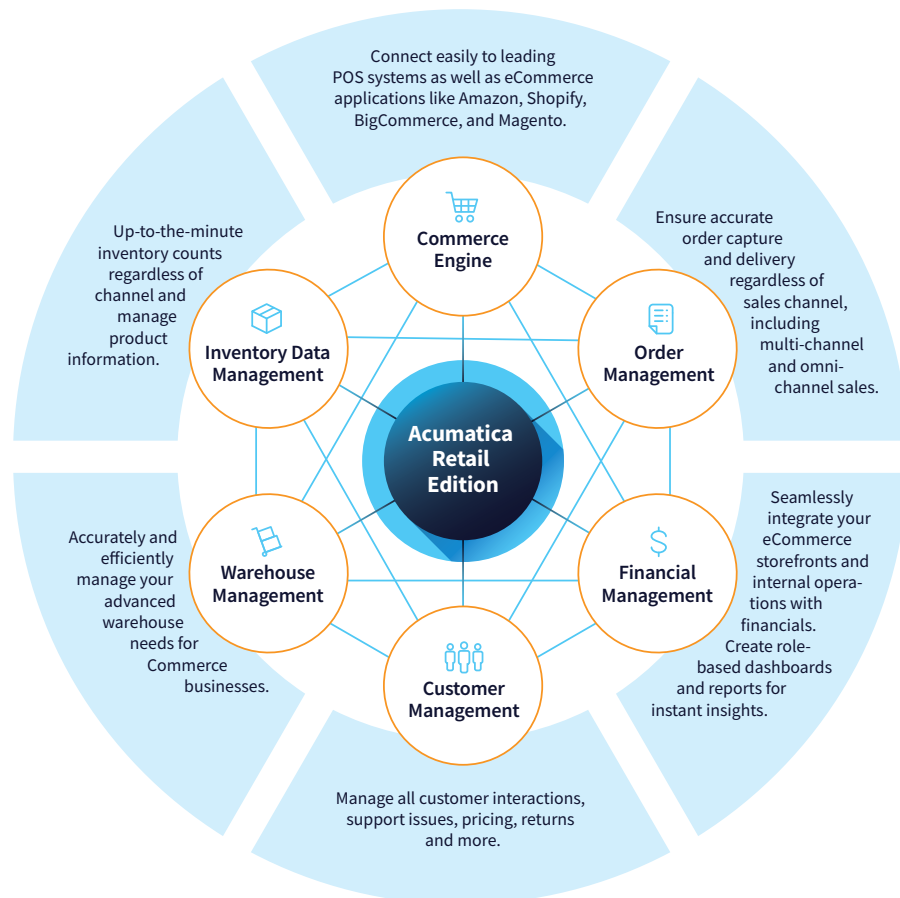 Connect easily to leading
POS systems as well as eCommerce
applications like Amazon, Shopify,
BigCommerce, and Magento.
Commerce
Engine
Ensure accurate
order capture
and delivery
regardless of
sales channel,
including
multi-channel
and omni-
channel sales.
Order
Management
Seamlessly
integrate your
eCommerce
storefronts and
internal opera-
tions with
financials.
Create role-
based dashboards
and reports for
instant insights.
Financial
Management
Manage all customer interactions,
support issues, pricing, returns
and more.
Customer
Management
Accurately and
efficiently
manage your
advanced
warehouse
needs for
Commerce
businesses.
Warehouse
Management
Up-to-the-minute
inventory counts
regardless of
channel and
manage
product
information.
Inventory Data
Management
Acumatica
Retail
Edition